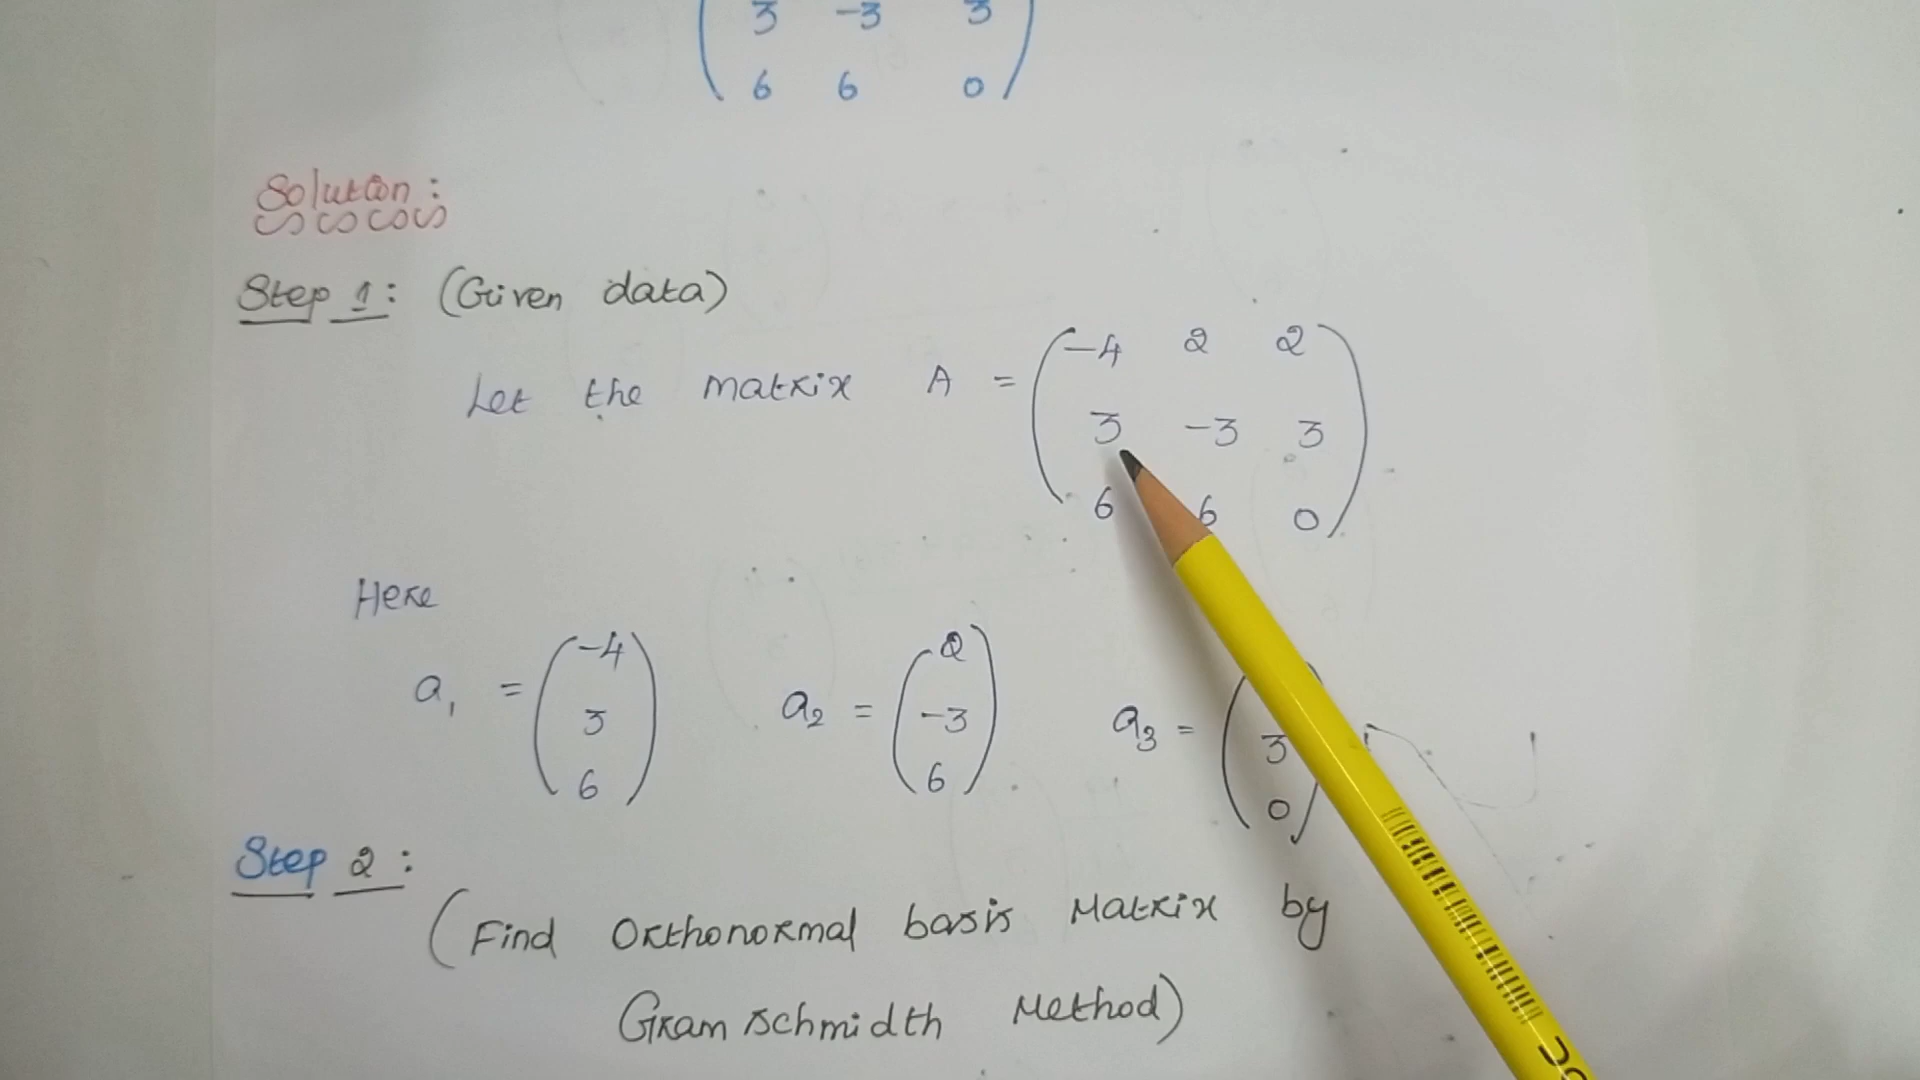 3 -3 3
6 6 0
Solution:
Step 1: (Given data)
Let the matrix A = (-4 2 2
3 -3 3
6 6 0)
Here
a1 = (-4 3 6) a2 = (2 -3 6) a3 = ( 3 0)
Step 2:
(Find Orthonormal basis Matrix by
Gram schmidth Method)